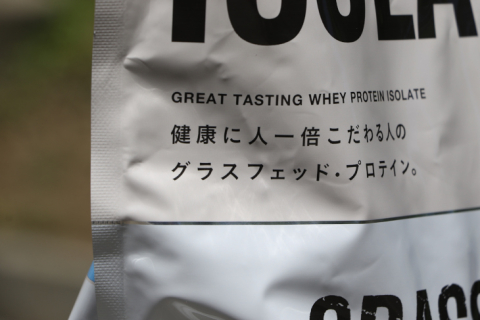 GREAT TASTING WHEY PROTEIN ISOLATE
健康に人一倍こだわる人の
グラスフェッド・プロテイン。